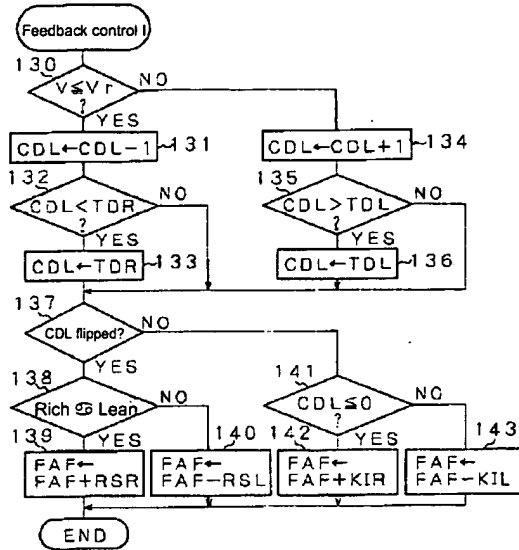 Feedback control I
130
V≦Vr
?
NO
YES
CDL←CDL-1
131
CDL←CDL+1
134
132
CDL<TDR
?
NO
YES
135
CDL>TDL
?
NO
YES
CDL←TDR
133
CDL←TDL
136
137
CDL flipped?
NO
YES
138
Rich ♋ Lean
NO
YES
141
CDL≦0
?
NO
YES
139
FAF←
FAF+RSR
140
FAF←
FAF-RSL
142
FAF←
FAF+KIR
143
FAF←
FAF-KIL
END